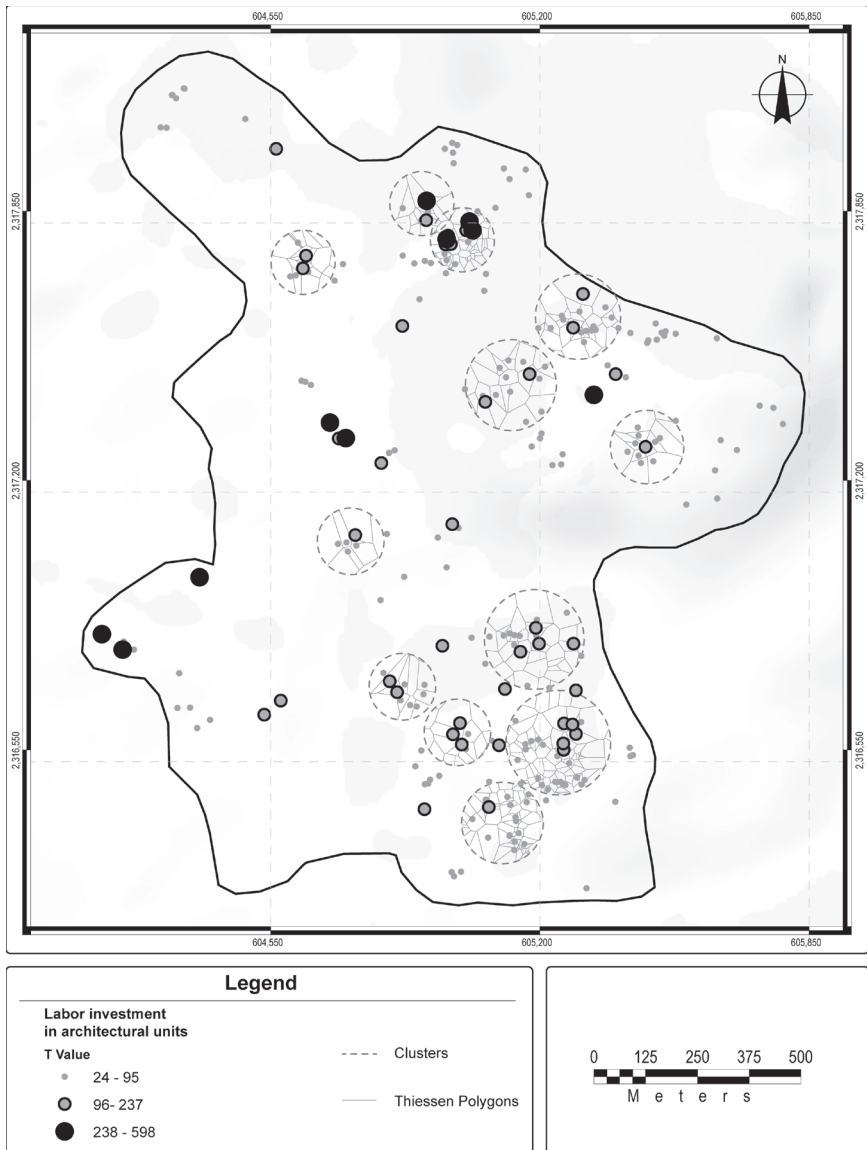 604,550 605,200 605,850
N
2,317,850 2,317,850
2,317,200 2,317,200
2,316,550 2,316,550
604,550 605,200 605,850
Legend
Labor investment
in architectural units
T Value
24 - 95
96- 237
238 - 598
Clusters
Thiessen Polygons
0 125 250 375 500
M e t e r s